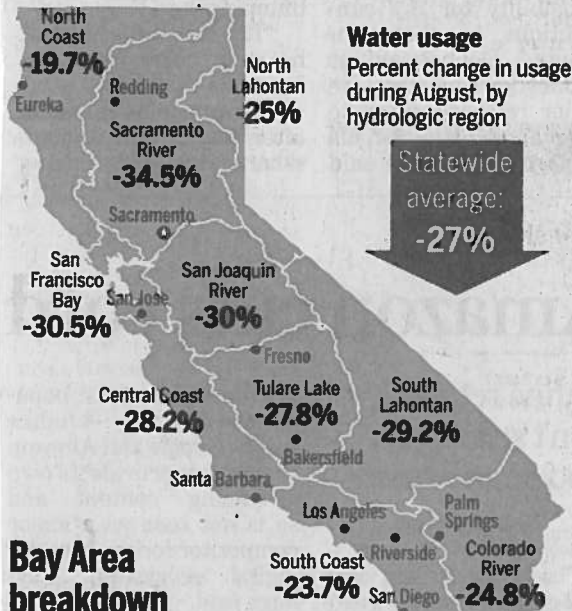 North
Coast
-19.7%
Eureka
Redding
North
Lahontan
-25%
Water usage
Percent change in usage
during August, by
hydrologic region
Statewide
average:
-27%
Sacramento
River
-34.5%
Sacramento
San
Francisco
Bay
-30.5%
San Jose
San Joaquin
River
-30%
Fresno
Central Coast
-28.2%
Tulare Lake
-27.8%
Bakersfield
South
Lahontan
-29.2%
Santa Barbara
Los Angeles
Riverside
Palm
Springs
South Coast
-23.7%
San Diego
Colorado
River
-24.8%
Bay Area
breakdown